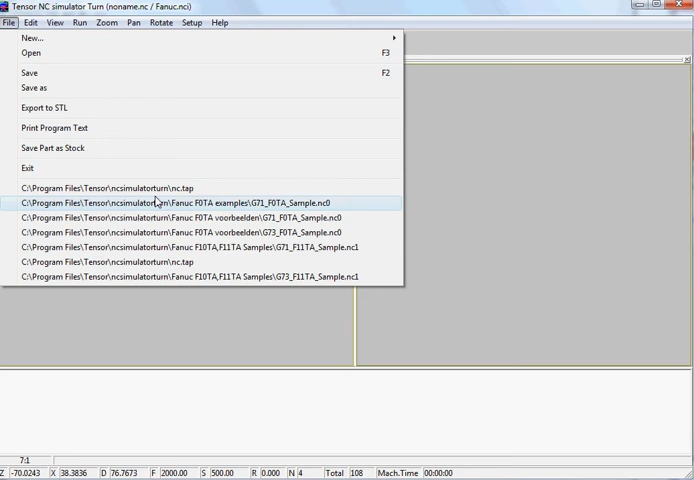 Tensor NC simulator Turn (noname.nc / Fanuc.nci)
File Edit View Run Zoom Pan Rotate Setup Help
New...
Open F3
Save F2
Save as
Export to STL
Print Program Text
Save Part as Stock
Exit
C:\Program Files\Tensor\ncsimulatorturn\nc.tap
C:\Program Files\Tensor\ncsimulatorturn\Fanuc F0TA examples\G71_F0TA_Sample.nc0
C:\Program Files\Tensor\ncsimulatorturn\Fanuc F0TA voorbeelden\G71_F0TA_Sample.nc0
C:\Program Files\Tensor\ncsimulatorturn\Fanuc F0TA voorbeelden\G73_F0TA_Sample.nc0
C:\Program Files\Tensor\ncsimulatorturn\Fanuc F10TA,F11TA Samples\G71_F11TA_Sample.nc1
C:\Program Files\Tensor\ncsimulatorturn\nc.tap
C:\Program Files\Tensor\ncsimulatorturn\Fanuc F10TA,F11TA Samples\G73_F11TA_Sample.nc1
7:1
Z -70.0243 X 38.3836 D 76.7673 F 2000.00 S 500.00 R 0.000 N 4 Total 108 Mach.Time 00:00:00